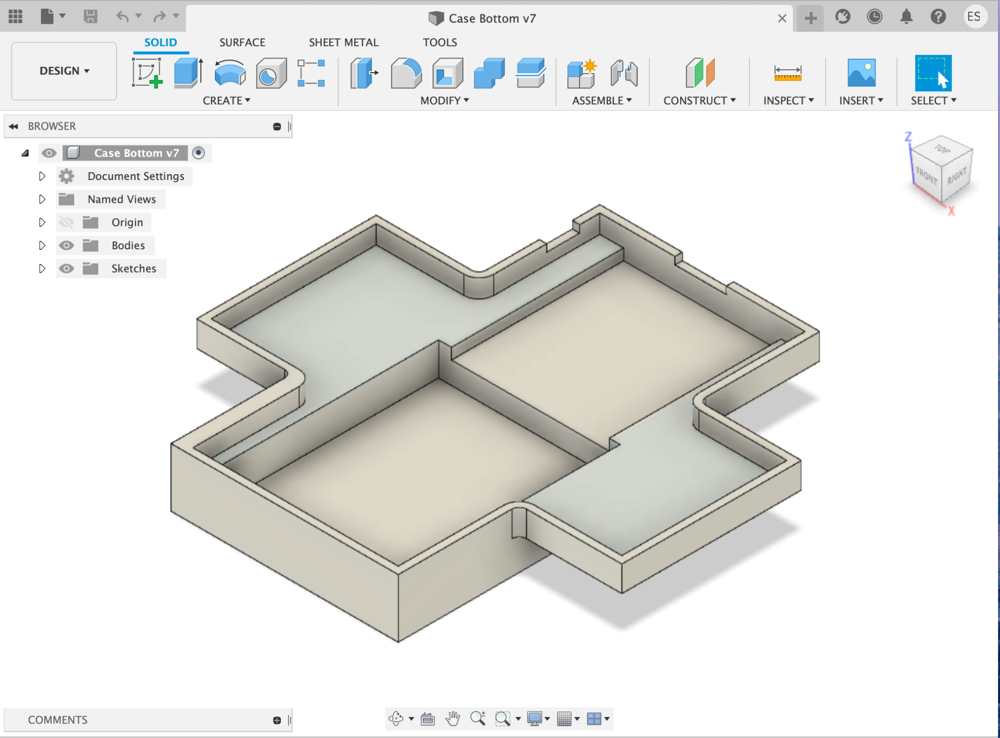 Case Bottom v7
ES
SOLID SURFACE SHEET METAL TOOLS
DESIGN
CREATE MODIFY ASSEMBLE CONSTRUCT INSPECT INSERT SELECT
BROWSER
Case Bottom v7
Document Settings
Named Views
Origin
Bodies
Sketches
Z
TOP
FRONT RIGHT
X
COMMENTS